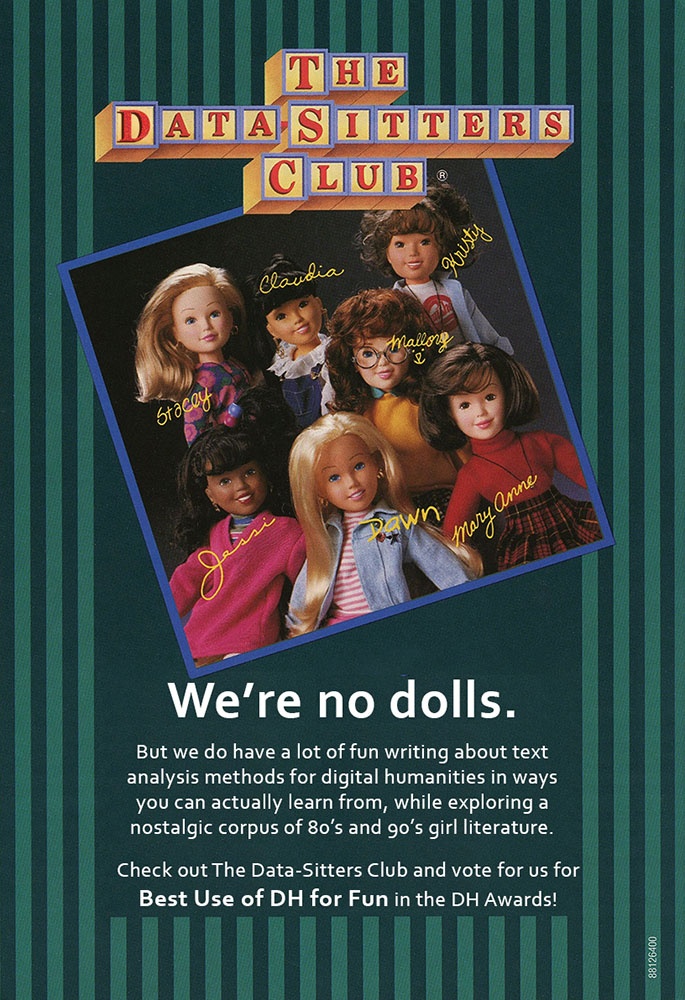 THE
DATA-SITTERS
CLUB ®
Kristy
Claudia
Mallory
Stacey
Jessi
Dawn
Mary Anne
We're no dolls.
But we do have a lot of fun writing about text
analysis methods for digital humanities in ways
you can actually learn from, while exploring a
nostalgic corpus of 80's and 90's girl literature.
Check out The Data-Sitters Club and vote for us for
Best Use of DH for Fun in the DH Awards!
88126400